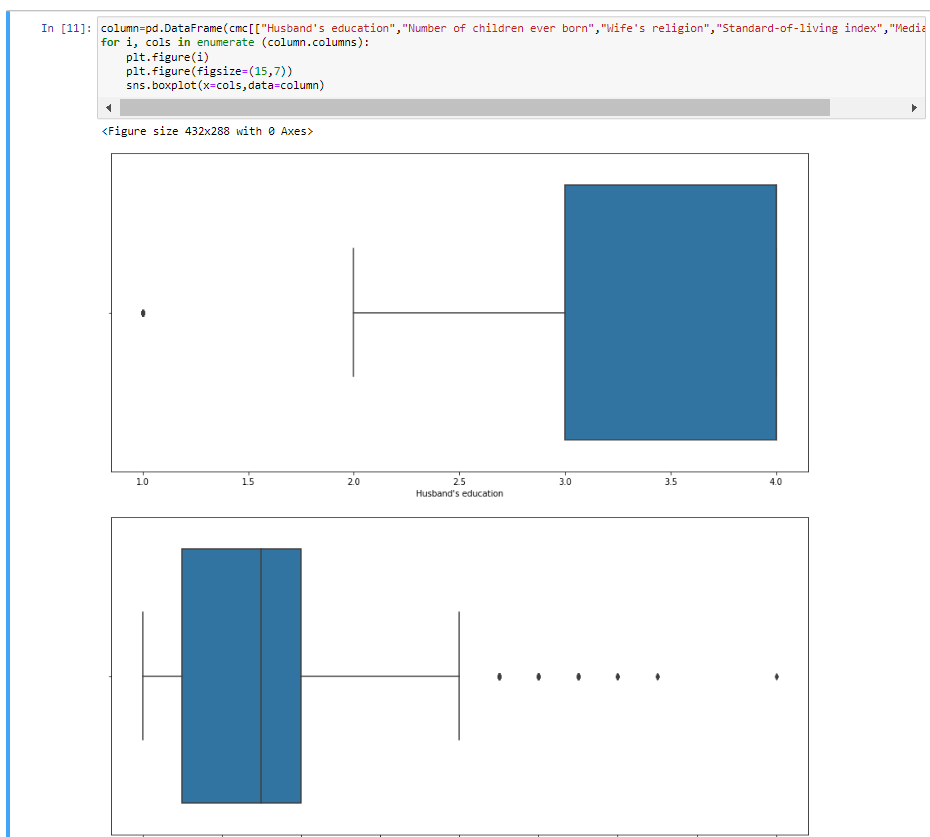 In [11]: column=pd.DataFrame(cmc[["Husband's education","Number of children ever born","Wife's religion","Standard-of-living index","Media
for i, cols in enumerate (column.columns):
    plt.figure(i)
    plt.figure(figsize=(15,7))
    sns.boxplot(x=cols,data=column)
<Figure size 432x288 with 0 Axes>
1.0 1.5 2.0 2.5 3.0 3.5 4.0
Husband's education